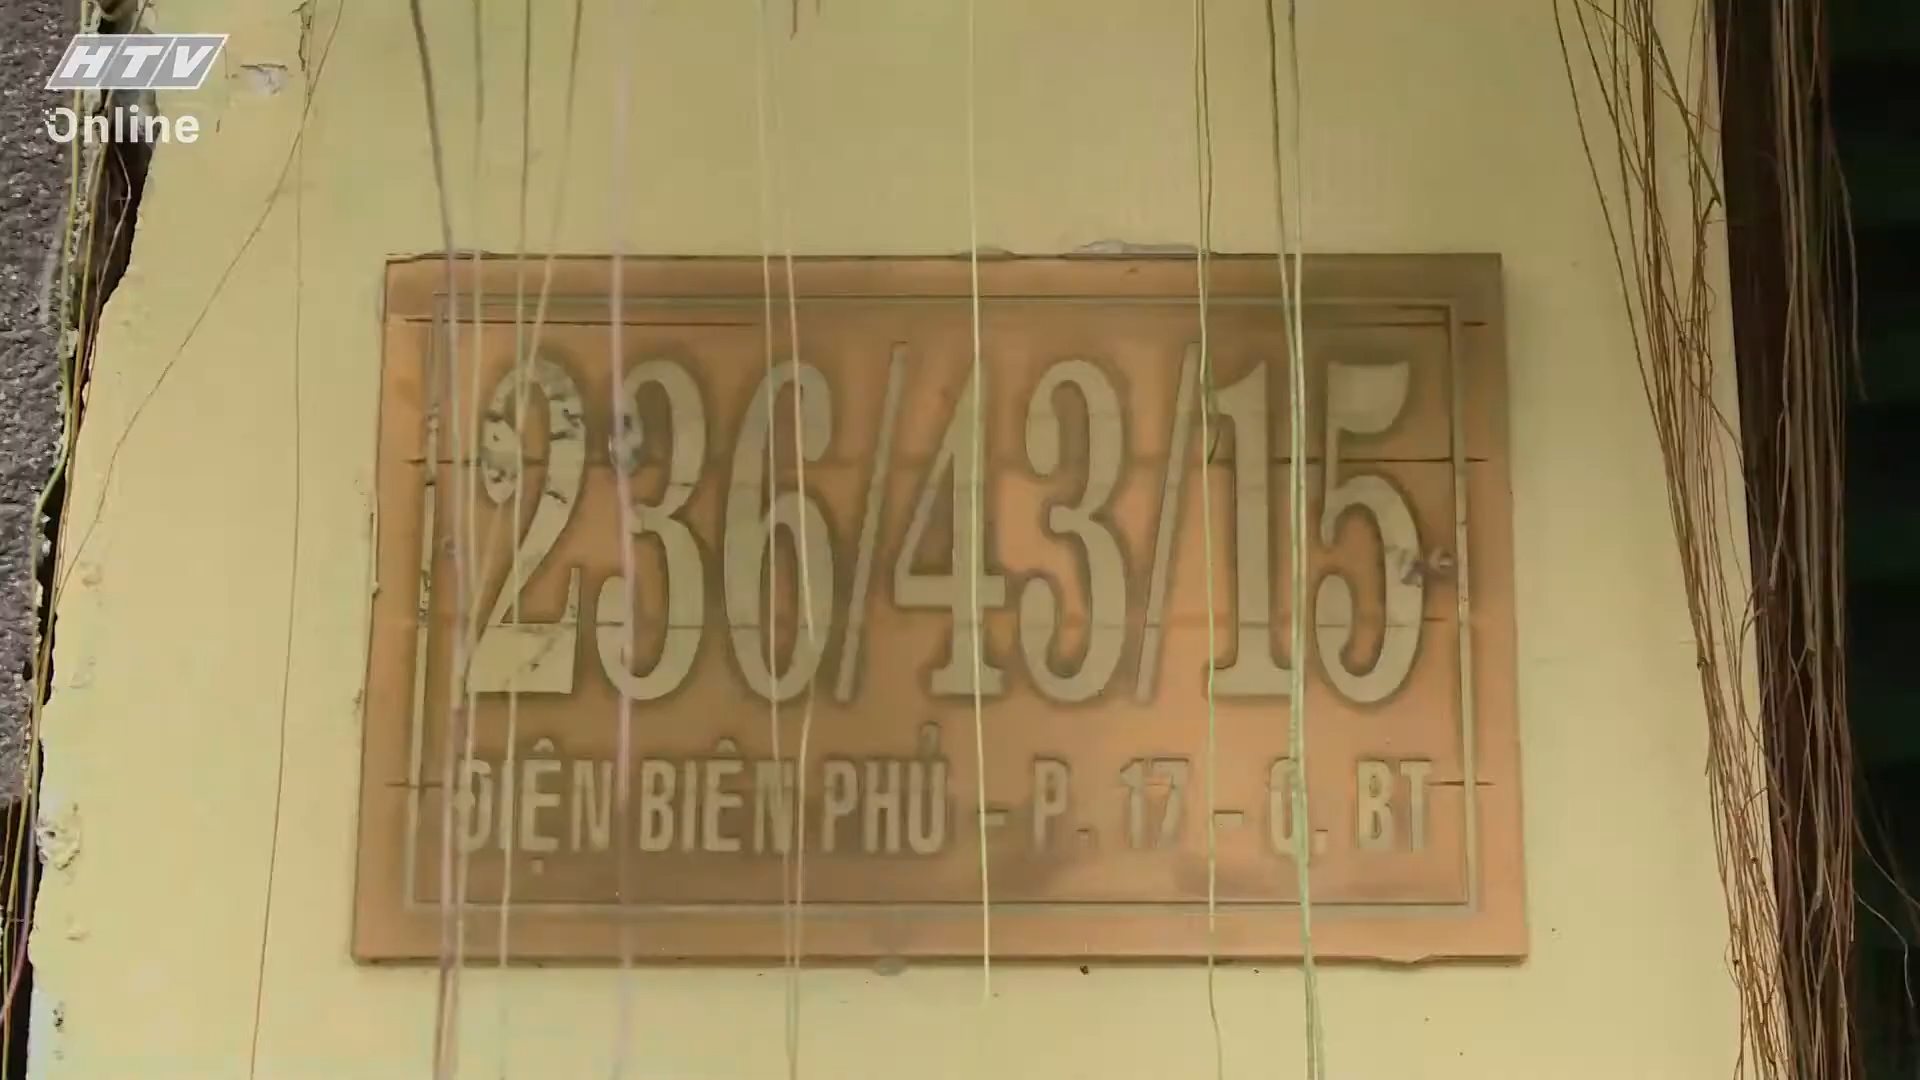 HTV
Online
236/43/15
ĐIỆN BIÊN PHỦ - P. 17 - Q. BT